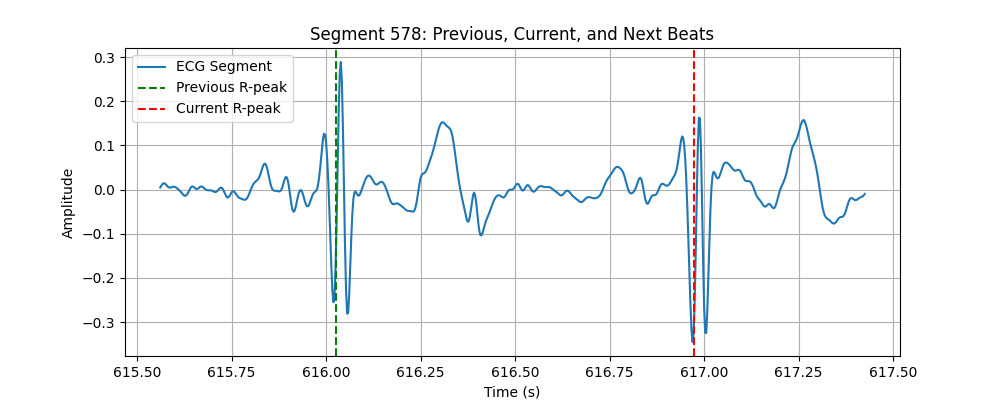 Segment 578: Previous, Current, and Next Beats
ECG Segment
Previous R-peak
Current R-peak
Amplitude
0.3
0.2
0.1
0.0
−0.1
−0.2
−0.3
615.50 615.75 616.00 616.25 616.50 616.75 617.00 617.25 617.50
Time (s)